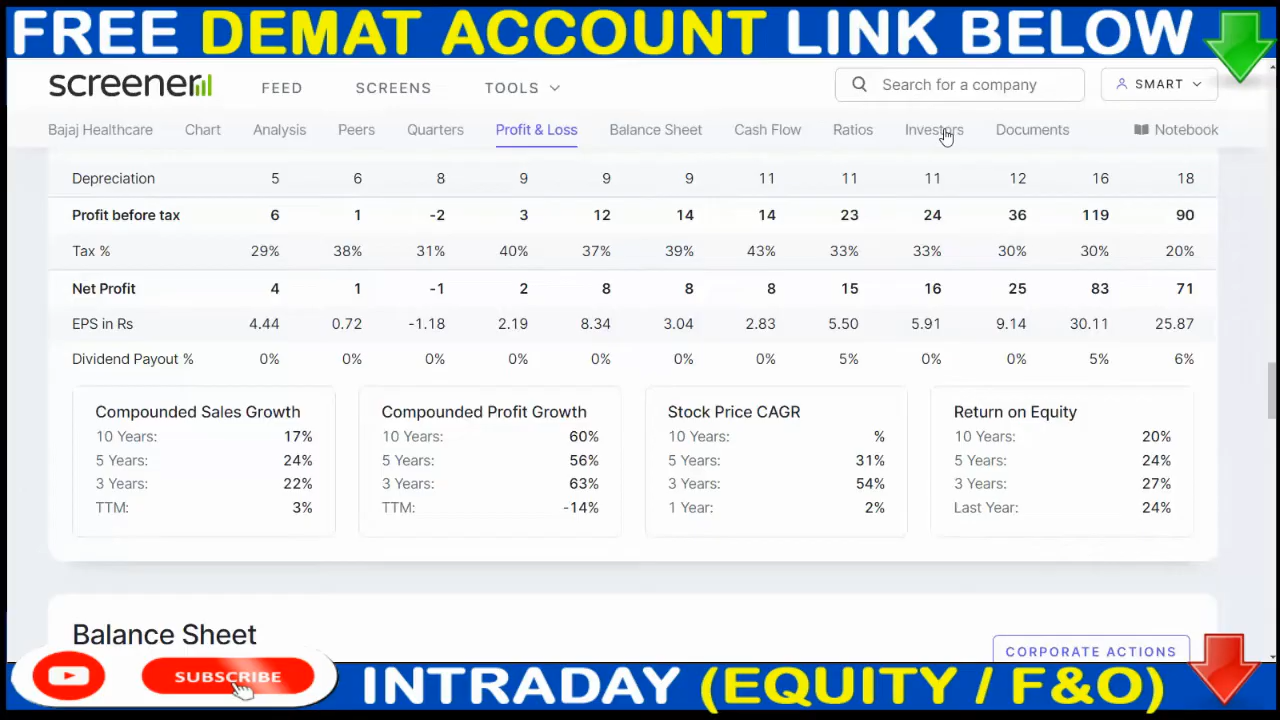 FREE DEMAT ACCOUNT LINK BELOW
screener FEED SCREENS TOOLS Search for a company SMART
Bajaj Healthcare Chart Analysis Peers Quarters Profit & Loss Balance Sheet Cash Flow Ratios Investors Documents Notebook
Depreciation 5 6 8 9 9 9 11 11 11 12 16 18
Profit before tax 6 1 -2 3 12 14 14 23 24 36 119 90
Tax % 29% 38% 31% 40% 37% 39% 43% 33% 33% 30% 30% 20%
Net Profit 4 1 -1 2 8 8 8 15 16 25 83 71
EPS in Rs 4.44 0.72 -1.18 2.19 8.34 3.04 2.83 5.50 5.91 9.14 30.11 25.87
Dividend Payout % 0% 0% 0% 0% 0% 0% 0% 5% 0% 0% 5% 6%
Compounded Sales Growth
10 Years: 17%
5 Years: 24%
3 Years: 22%
TTM: 3%
Compounded Profit Growth
10 Years: 60%
5 Years: 56%
3 Years: 63%
TTM: -14%
Stock Price CAGR
10 Years: %
5 Years: 31%
3 Years: 54%
1 Year: 2%
Return on Equity
10 Years: 20%
5 Years: 24%
3 Years: 27%
Last Year: 24%
Balance Sheet
CORPORATE ACTIONS
SUBSCRIBE
INTRADAY (EQUITY / F&O)